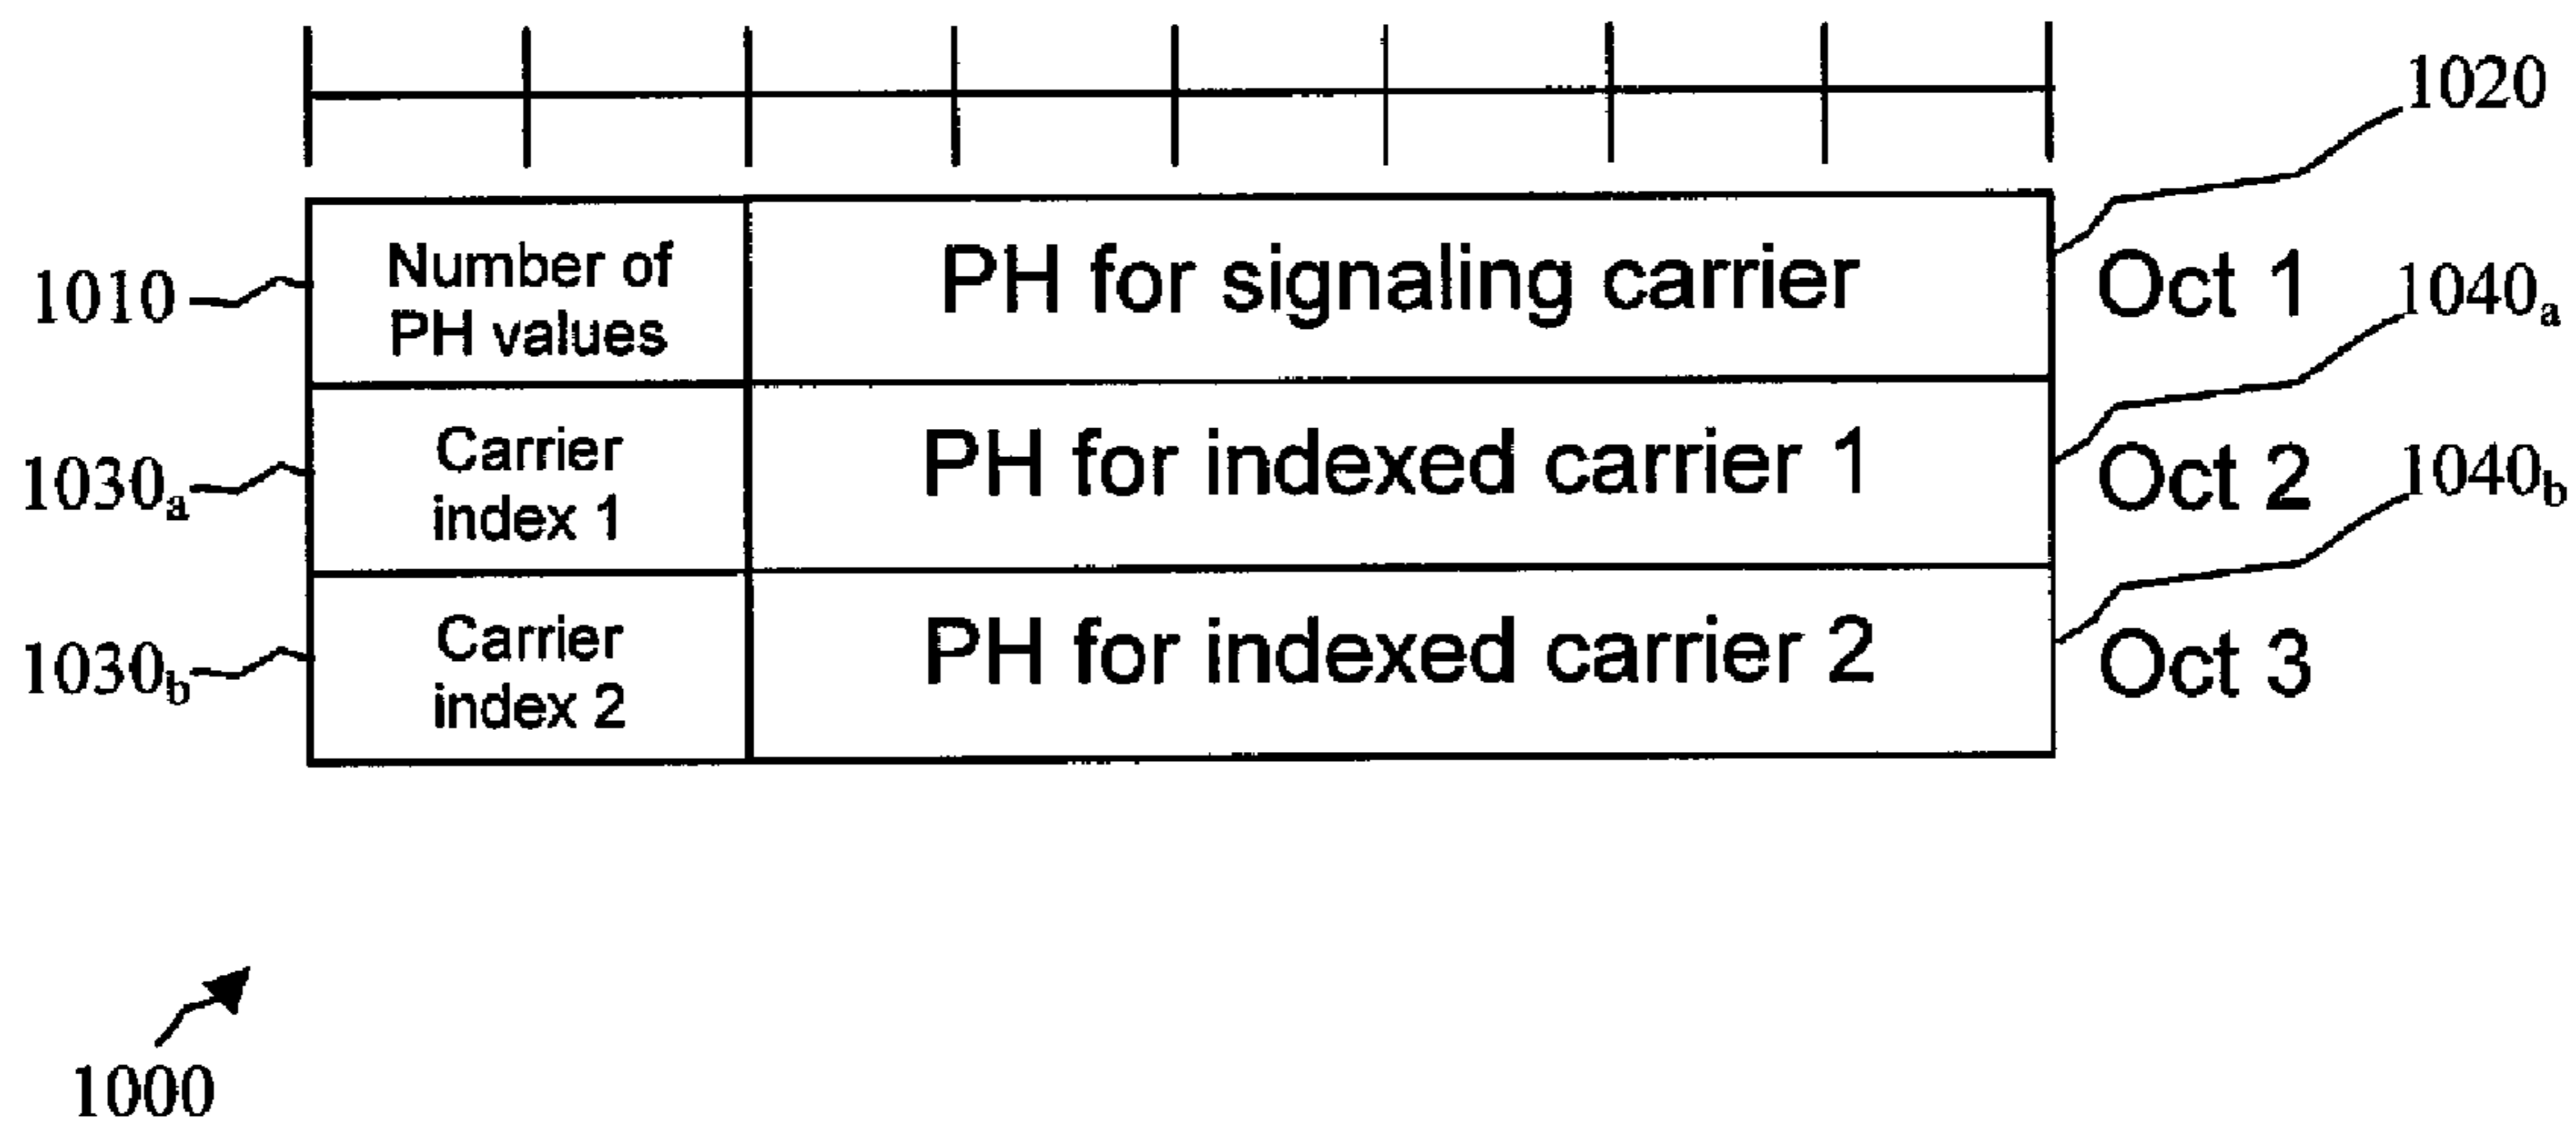 1020
1010
Number of
PH values
PH for signaling carrier
Oct 1
1040a
1030a
Carrier
index 1
PH for indexed carrier 1
Oct 2
1040b
1030b
Carrier
index 2
PH for indexed carrier 2
Oct 3
1000